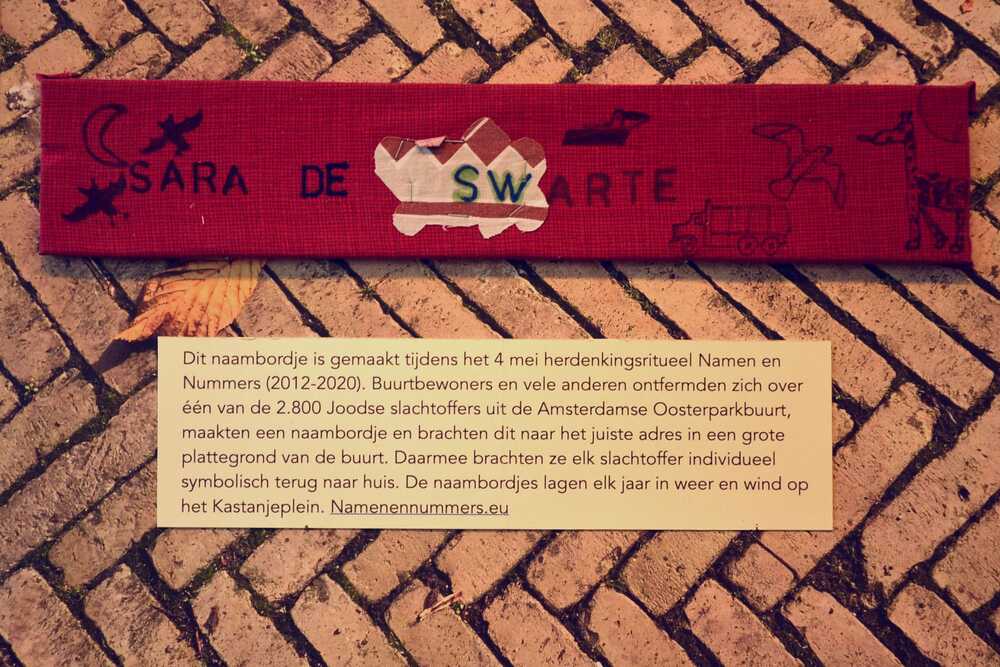 SARA DE SWARTE
Dit naambordje is gemaakt tijdens het 4 mei herdenkingsritueel Namen en
Nummers (2012-2020). Buurtbewoners en vele anderen ontfermden zich over
één van de 2.800 Joodse slachtoffers uit de Amsterdamse Oosterparkbuurt,
maakten een naambordje en brachten dit naar het juiste adres in een grote
plattegrond van de buurt. Daarmee brachten ze elk slachtoffer individueel
symbolisch terug naar huis. De naambordjes lagen elk jaar in weer en wind op
het Kastanjeplein. Namenennummers.eu